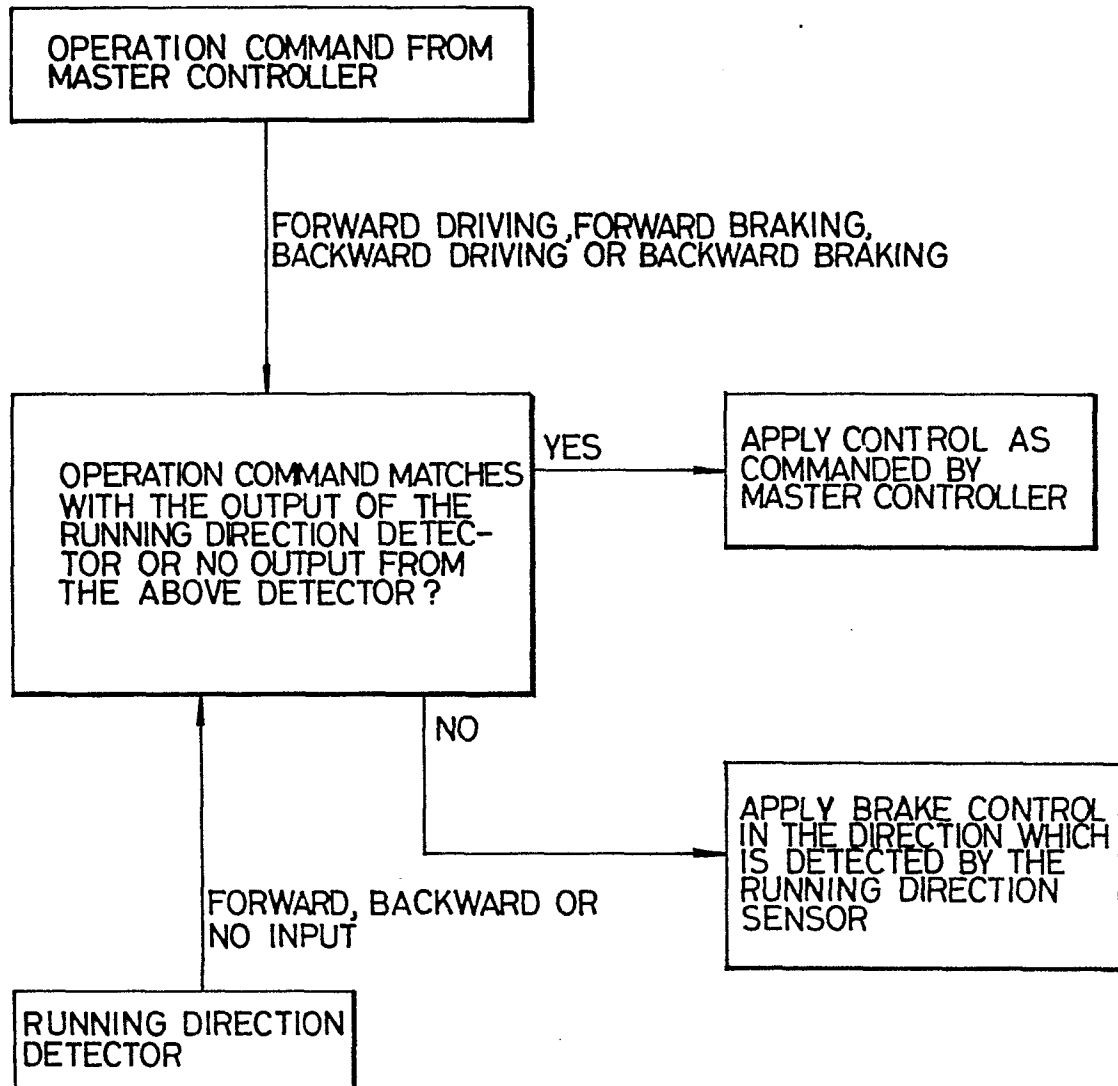 OPERATION COMMAND FROM
MASTER CONTROLLER
FORWARD DRIVING, FORWARD BRAKING,
BACKWARD DRIVING OR BACKWARD BRAKING
OPERATION COMMAND MATCHES
WITH THE OUTPUT OF THE
RUNNING DIRECTION DETEC-
TOR OR NO OUTPUT FROM
THE ABOVE DETECTOR?
YES
APPLY CONTROL AS
COMMANDED BY
MASTER CONTROLLER
NO
APPLY BRAKE CONTROL
IN THE DIRECTION WHICH
IS DETECTED BY THE
RUNNING DIRECTION
SENSOR
FORWARD, BACKWARD OR
NO INPUT
RUNNING DIRECTION
DETECTOR